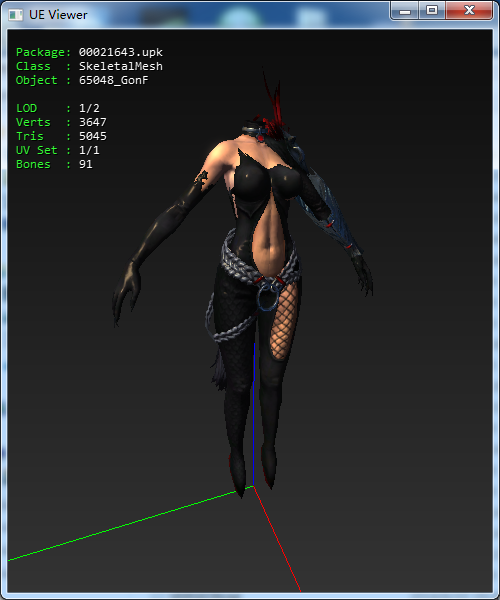 UE Viewer
Package: 00021643.upk
Class : SkeletalMesh
Object : 65048_GonF
LOD : 1/2
Verts : 3647
Tris : 5045
UV Set : 1/1
Bones : 91